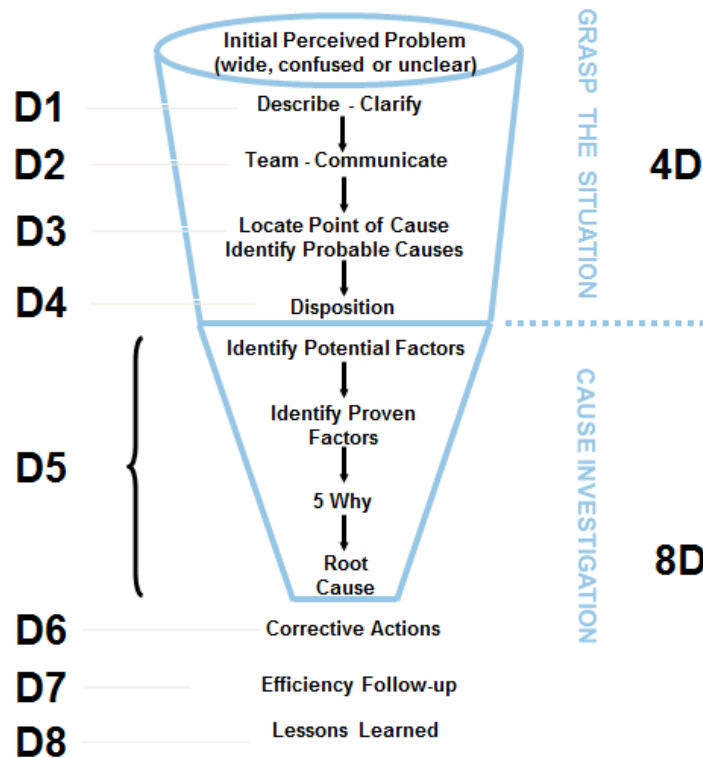 Initial Perceived Problem
(wide, confused or unclear)
D1
Describe - Clarify
D2
Team - Communicate
D3
Locate Point of Cause
Identify Probable Causes
D4
Disposition
GRASP THE SITUATION
4D
D5
Identify Potential Factors
Identify Proven
Factors
5 Why
Root
Cause
CAUSE INVESTIGATION
8D
D6
Corrective Actions
D7
Efficiency Follow-up
D8
Lessons Learned